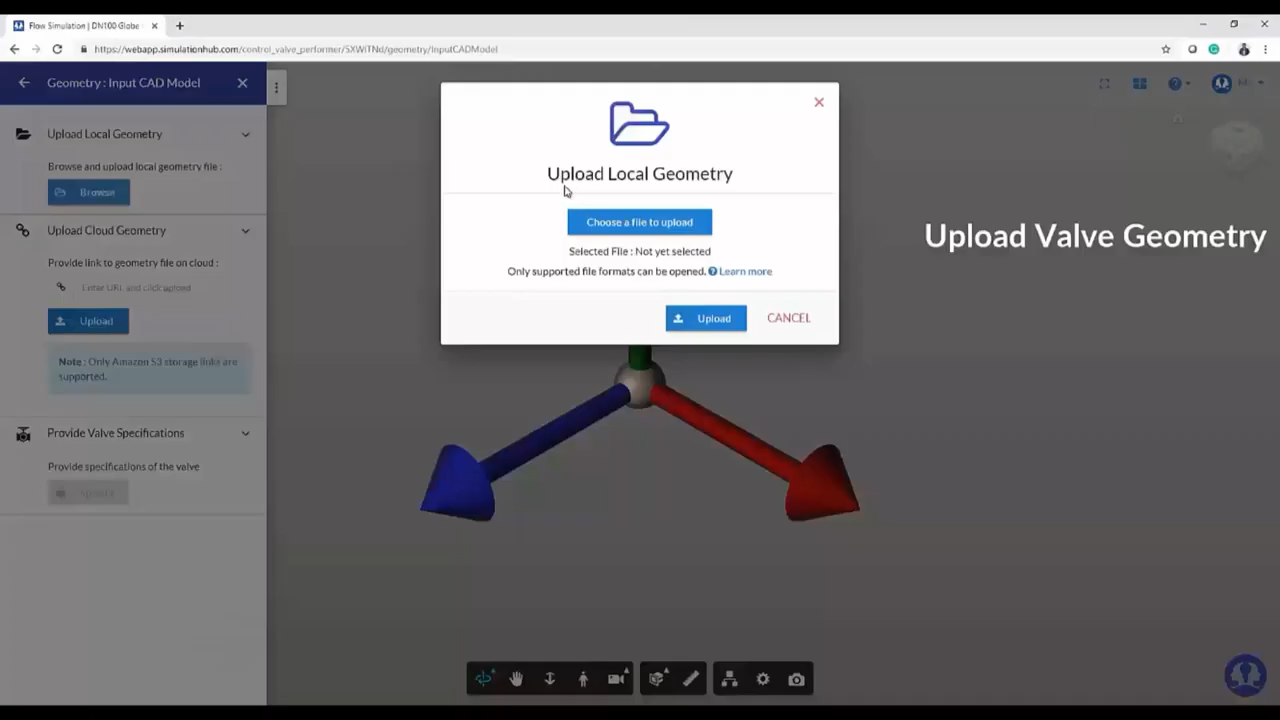 Flow Simulation | DN100 Globe
https://webapp.simulationhub.com/control_valve_performer/5XWiTNd/geometry/InputCADModel
Geometry : Input CAD Model
Upload Local Geometry
Browse and upload local geometry file :
Browse
Upload Cloud Geometry
Provide link to geometry file on cloud :
Enter URL and click upload
Upload
Note : Only Amazon S3 storage links are
supported.
Provide Valve Specifications
Provide specifications of the valve
Upload Local Geometry
Choose a file to upload
Selected File : Not yet selected
Only supported file formats can be opened. Learn more
Upload
CANCEL
Upload Valve Geometry